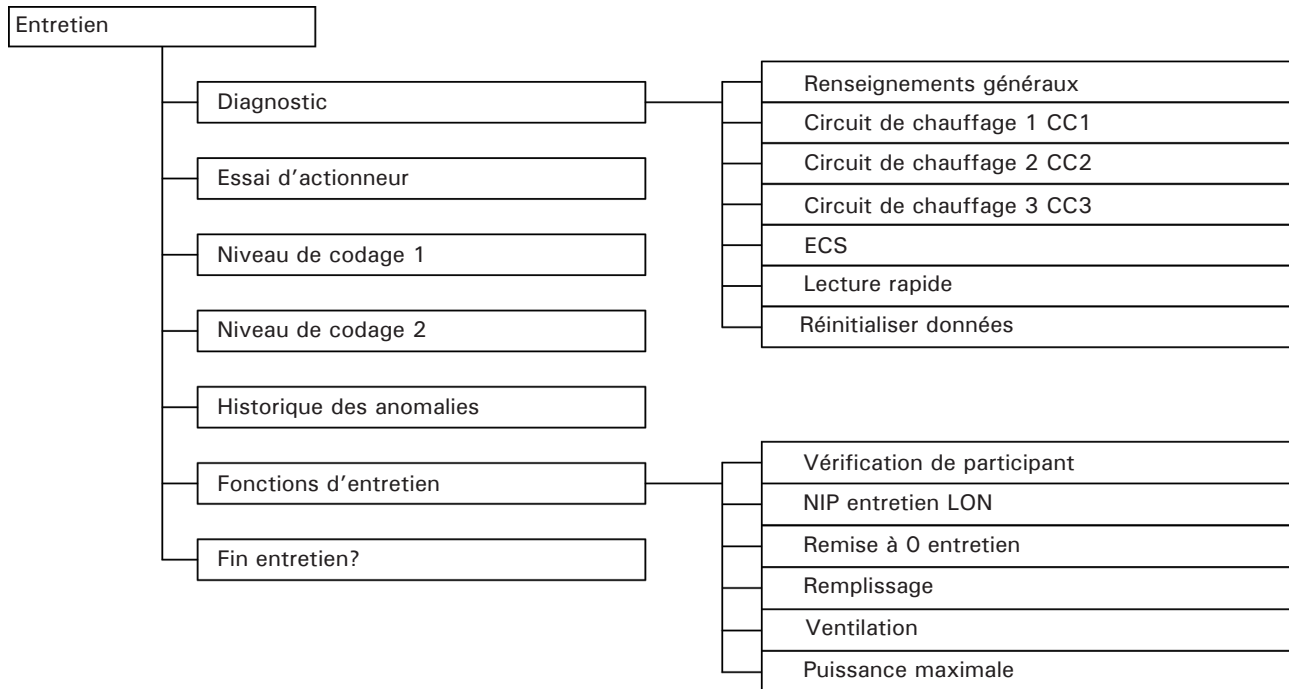 Entretien
Diagnostic
Renseignements généraux
Circuit de chauffage 1 CC1
Circuit de chauffage 2 CC2
Circuit de chauffage 3 CC3
ECS
Lecture rapide
Réinitialiser données
Essai d’actionneur
Niveau de codage 1
Niveau de codage 2
Historique des anomalies
Fonctions d’entretien
Vérification de participant
NIP entretien LON
Remise à 0 entretien
Remplissage
Ventilation
Puissance maximale
Fin entretien?